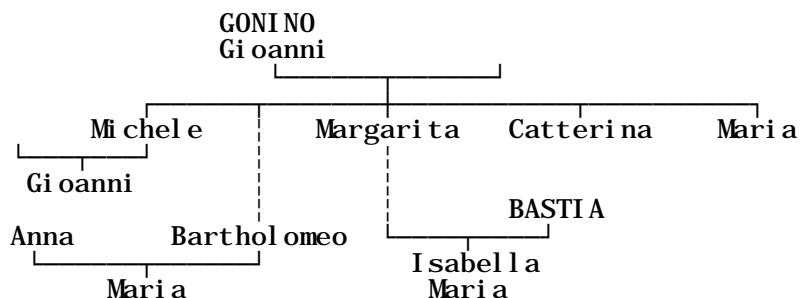 GONINO
Gioanni
Michele Margarita Catterina Maria
Gioanni
BASTIA
Anna Bartholomeo
Isabella
Maria Maria